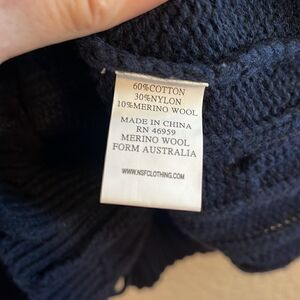 60%COTTON
30%NYLON
10%MERINO WOOL
MADE IN CHINA
RN 46959
MERINO WOOL
FORM AUSTRALIA
WWW.NSFCLOTHING.COM